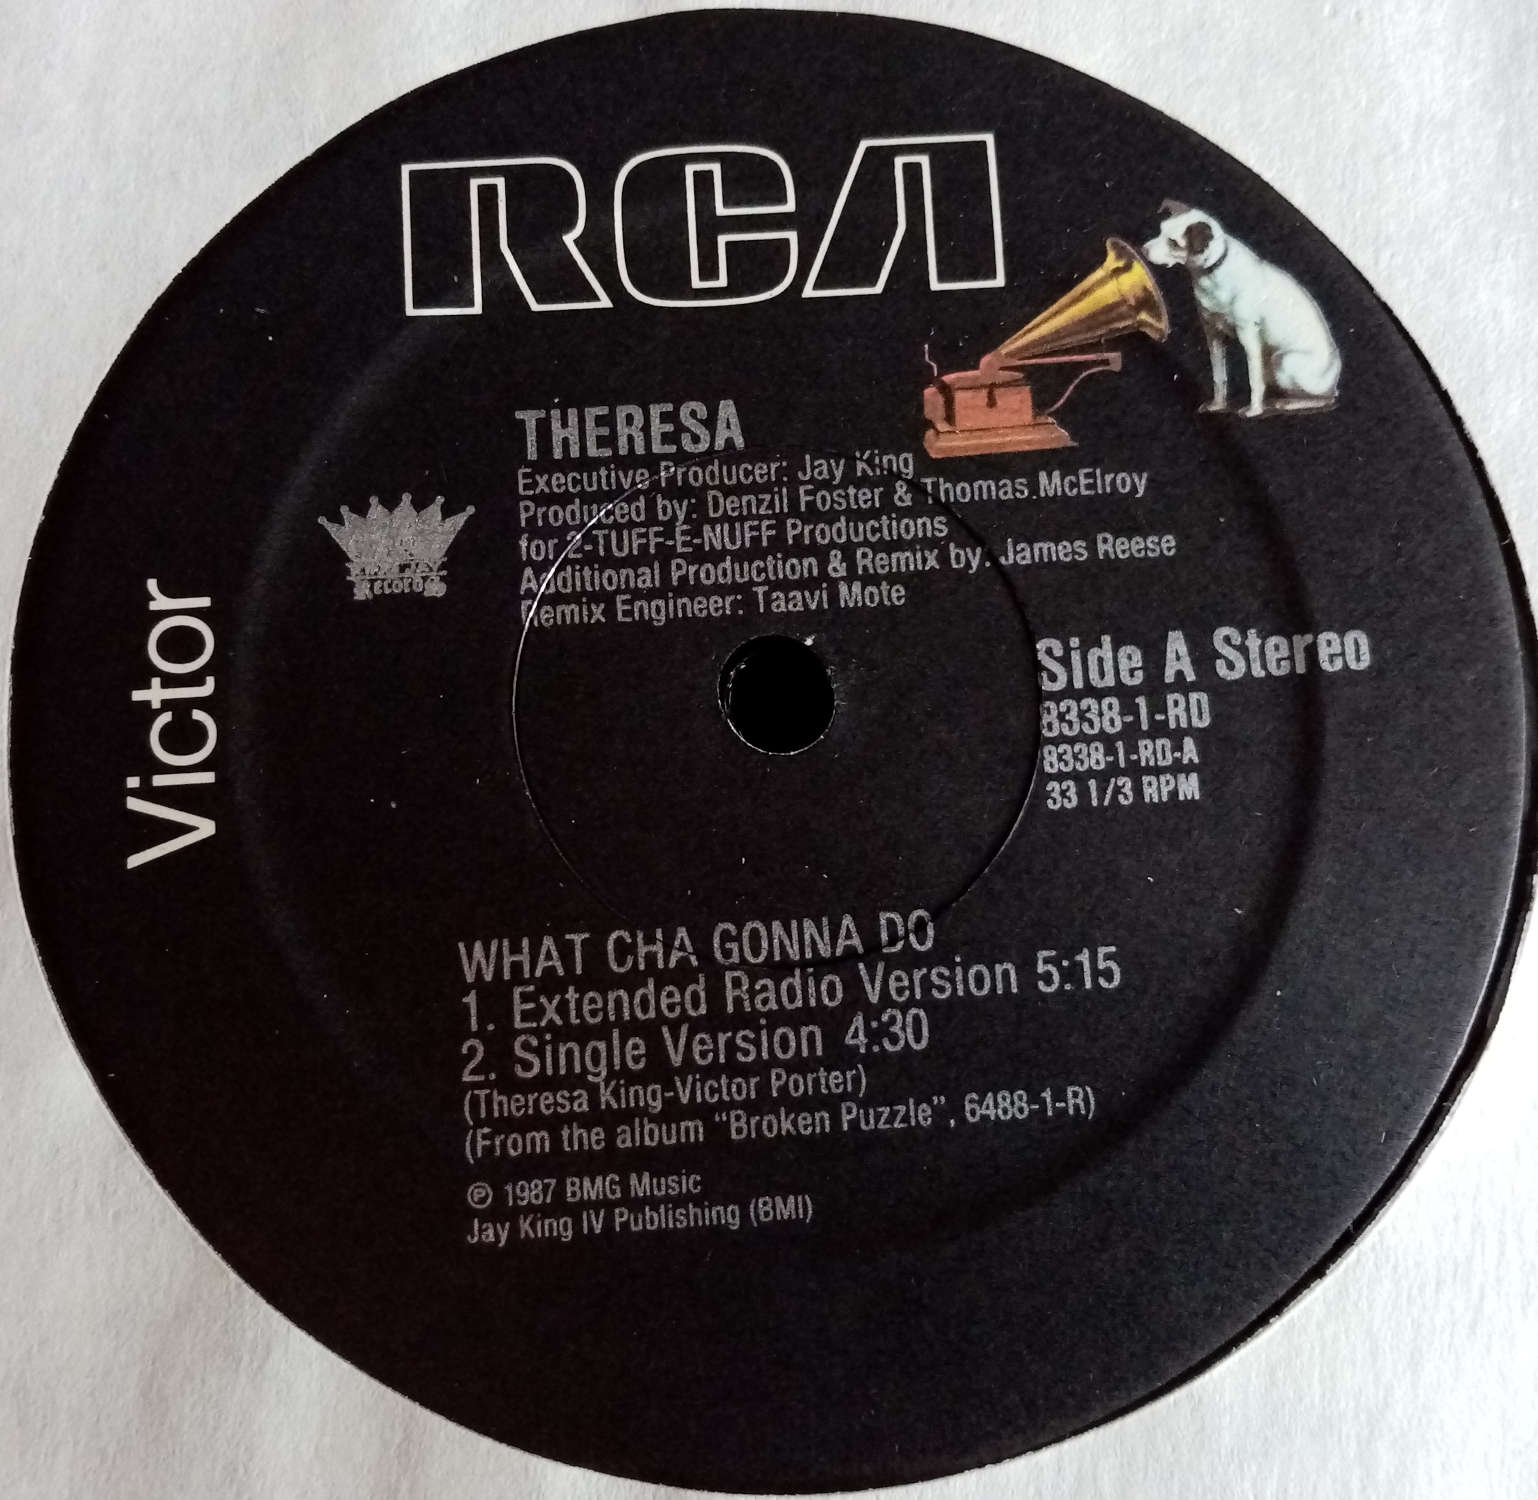 RCA
Victor
THERESA
Executive Producer: Jay King
Produced by: Denzil Foster & Thomas McElroy
for 2-TUFF-E-NUFF Productions
Additional Production & Remix by: James Reese
Remix Engineer: Taavi Mote
Records
Side A Stereo
8338-1-RD
8338-1-RD-A
33 1/3 RPM
WHAT CHA GONNA DO
1. Extended Radio Version 5:15
2. Single Version 4:30
(Theresa King-Victor Porter)
(From the album "Broken Puzzle", 6488-1-R)
℗ 1987 BMG Music
Jay King IV Publishing (BMI)